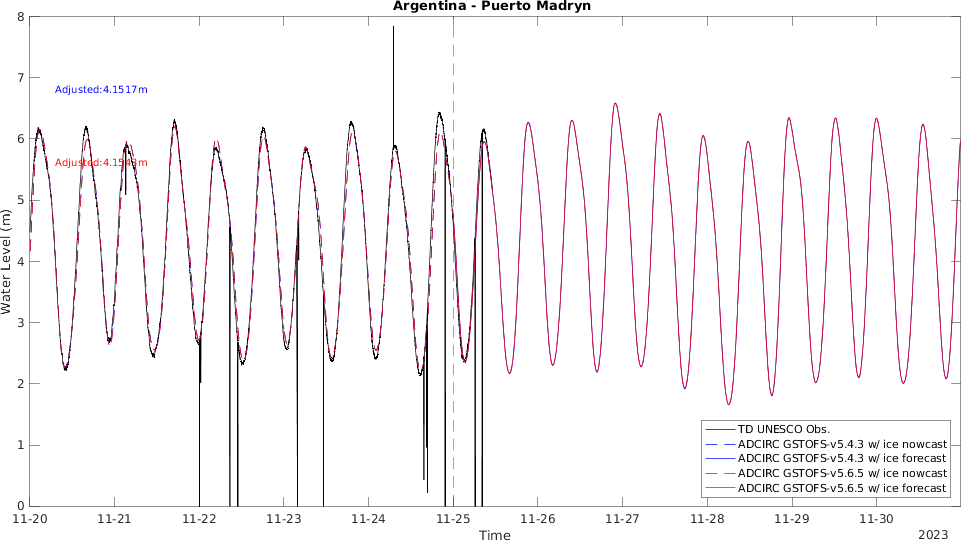 Argentina - Puerto Madryn
8
7
6
5
4
3
2
1
0
Water Level (m)
Adjusted:4.1517m
Adjusted:4.1543m
TD UNESCO Obs.
ADCIRC GSTOFS-v5.4.3 w/ ice nowcast
ADCIRC GSTOFS-v5.4.3 w/ ice forecast
ADCIRC GSTOFS-v5.6.5 w/ ice nowcast
ADCIRC GSTOFS-v5.6.5 w/ ice forecast
11-20 11-21 11-22 11-23 11-24 11-25 11-26 11-27 11-28 11-29 11-30
Time
2023